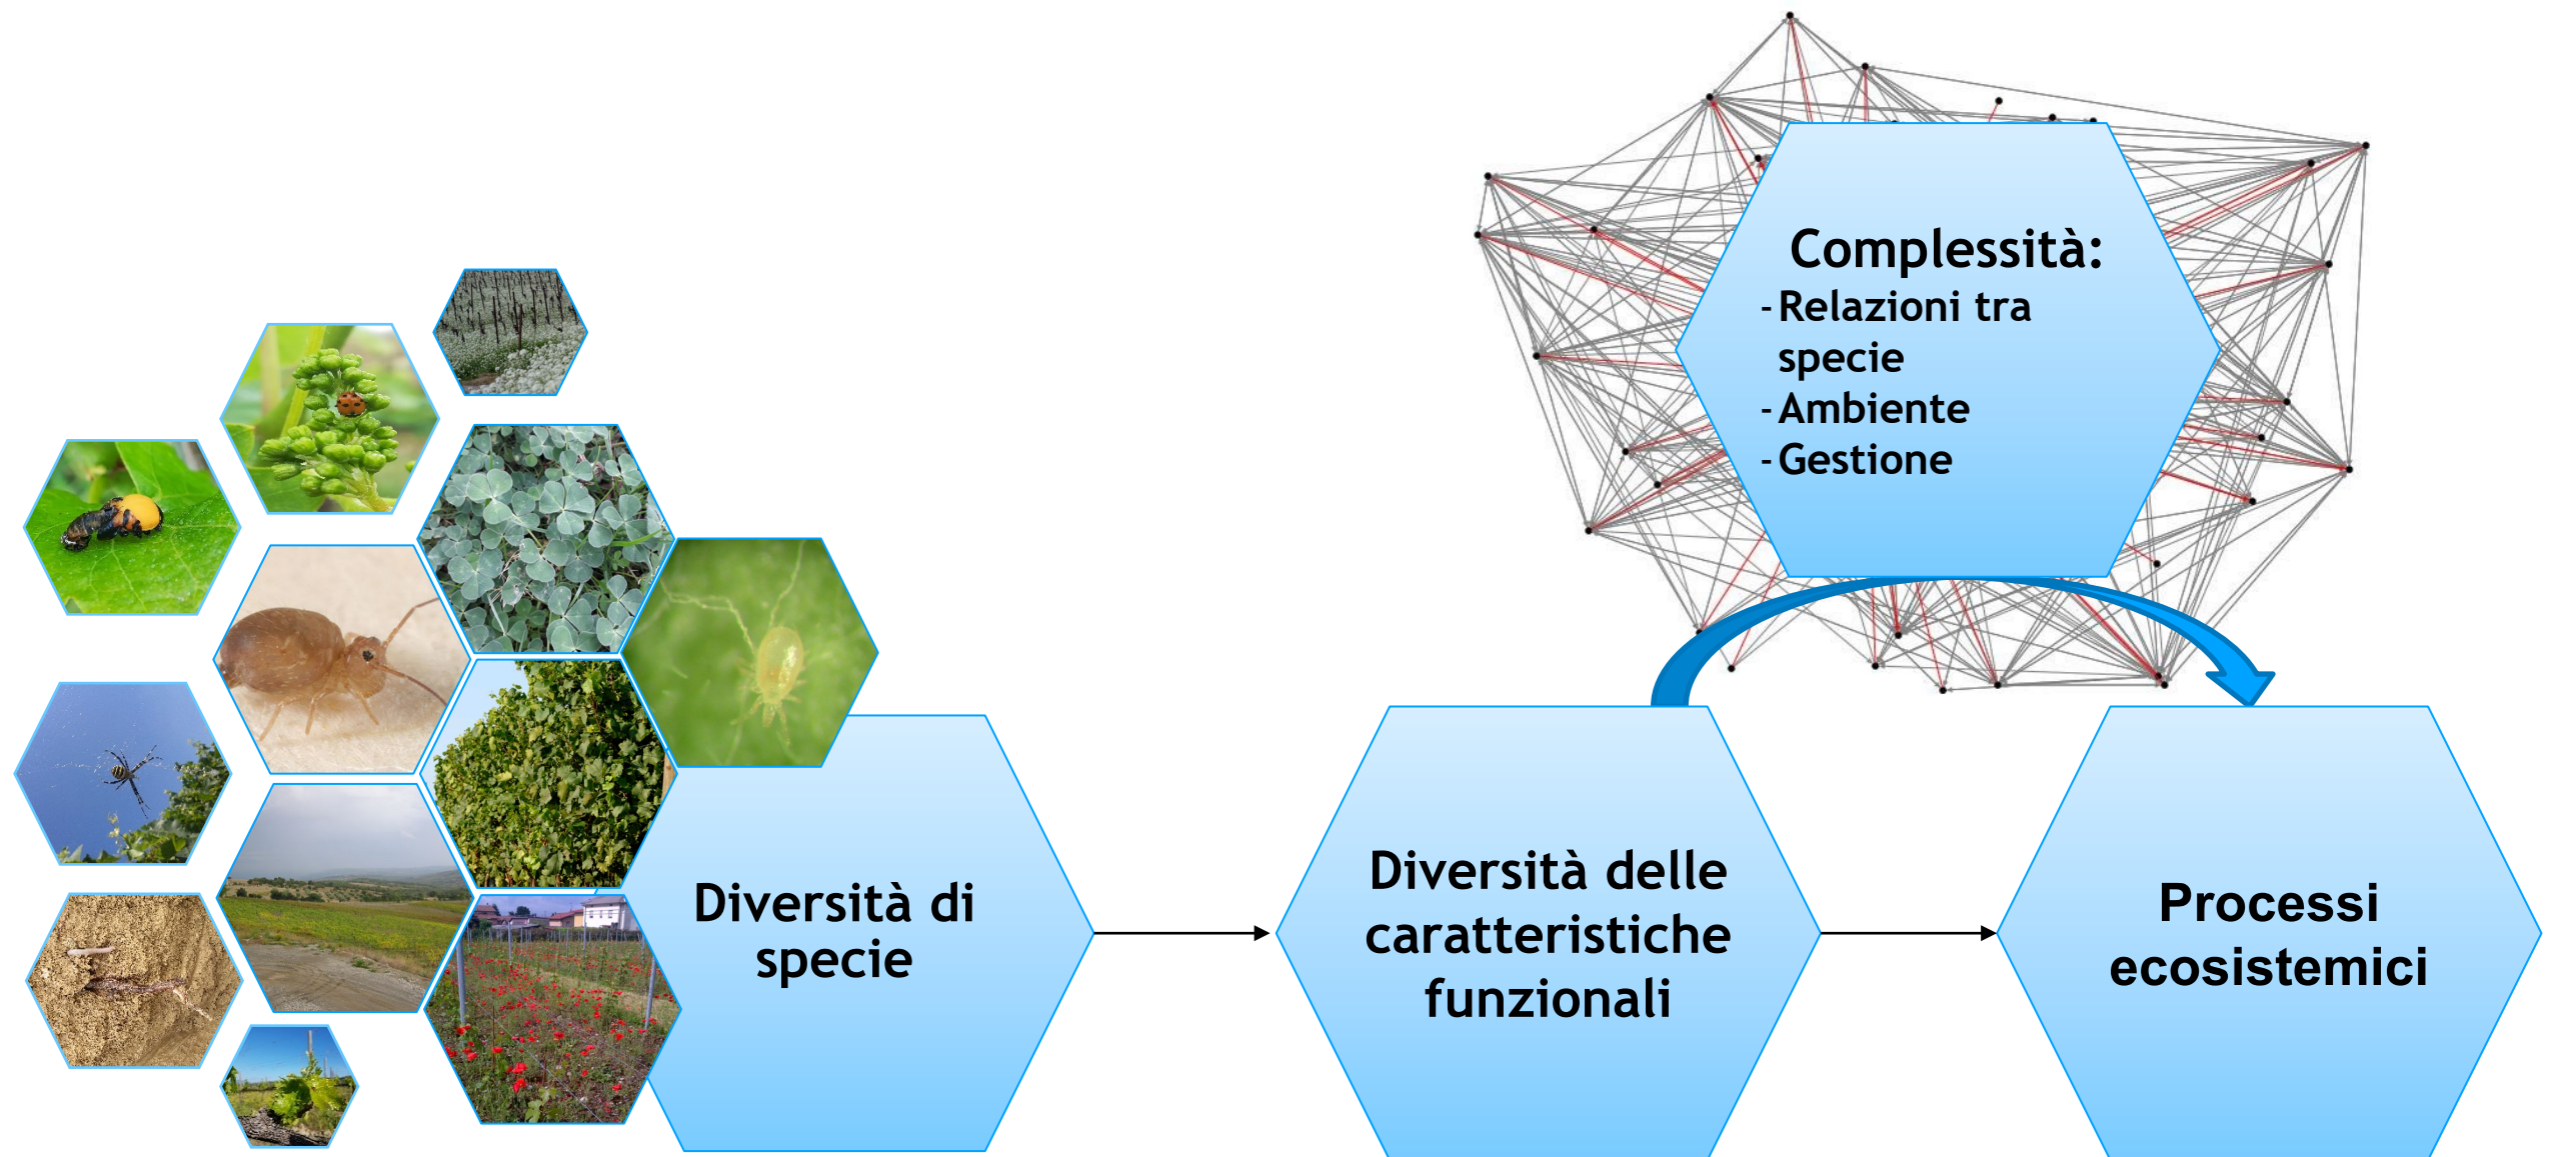 Complessità:
-Relazioni tra
specie
-Ambiente
-Gestione
Diversità di
specie
Diversità delle
caratteristiche
funzionali
Processi
ecosistemici